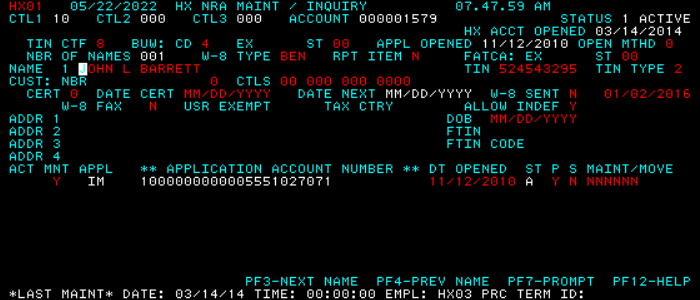 HX01 05/22/2022 HX NRA MAINT / INQUIRY 07.47.59 AM
CTL1 10 CTL2 000 CTL3 000 ACCOUNT 000001579 STATUS 1 ACTIVE
HX ACCT OPENED 03/14/2014
TIN CTF 8 BUW: CD 4 EX ST 00 APPL OPENED 11/12/2010 OPEN MTHD 0
NBR OF NAMES 001 W-8 TYPE BEN RPT ITEM N FATCA: EX ST 00
NAME 1 JOHN L BARRETT TIN 524543295 TIN TYPE 2
CUST: NBR 0 CTLS 00 000 000 0000
CERT 0 DATE CERT MM/DD/YYYY DATE NEXT MM/DD/YYYY W-8 SENT N 01/02/2016
W-8 FAX N USR EXEMPT TAX CTRY ALLOW INDEF Y
ADDR 1 DOB MM/DD/YYYY
ADDR 2 FTIN
ADDR 3 FTIN CODE
ADDR 4
ACT MNT APPL ** APPLICATION ACCOUNT NUMBER ** DT OPENED ST P S MAINT/MOVE
Y IM 1000000000005551027071 11/12/2010 A Y N NNNNNN
PF3-NEXT NAME PF4-PREV NAME PF7-PROMPT PF12-HELP
*LAST MAINT* DATE: 03/14/14 TIME: 00:00:00 EMPL: HX03 PRC TERM ID: